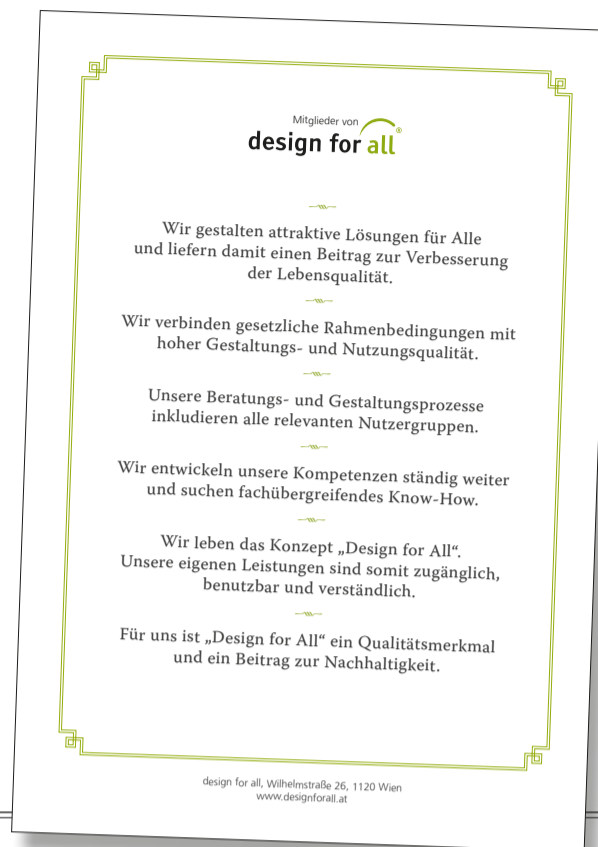 Mitglieder von
design for all®
Wir gestalten attraktive Lösungen für Alle
und liefern damit einen Beitrag zur Verbesserung
der Lebensqualität.
Wir verbinden gesetzliche Rahmenbedingungen mit
hoher Gestaltungs- und Nutzungsqualität.
Unsere Beratungs- und Gestaltungsprozesse
inkludieren alle relevanten Nutzergruppen.
Wir entwickeln unsere Kompetenzen ständig weiter
und suchen fachübergreifendes Know-How.
Wir leben das Konzept „Design for All“.
Unsere eigenen Leistungen sind somit zugänglich,
benutzbar und verständlich.
Für uns ist „Design for All“ ein Qualitätsmerkmal
und ein Beitrag zur Nachhaltigkeit.
design for all, Wilhelmstraße 26, 1120 Wien
www.designforall.at